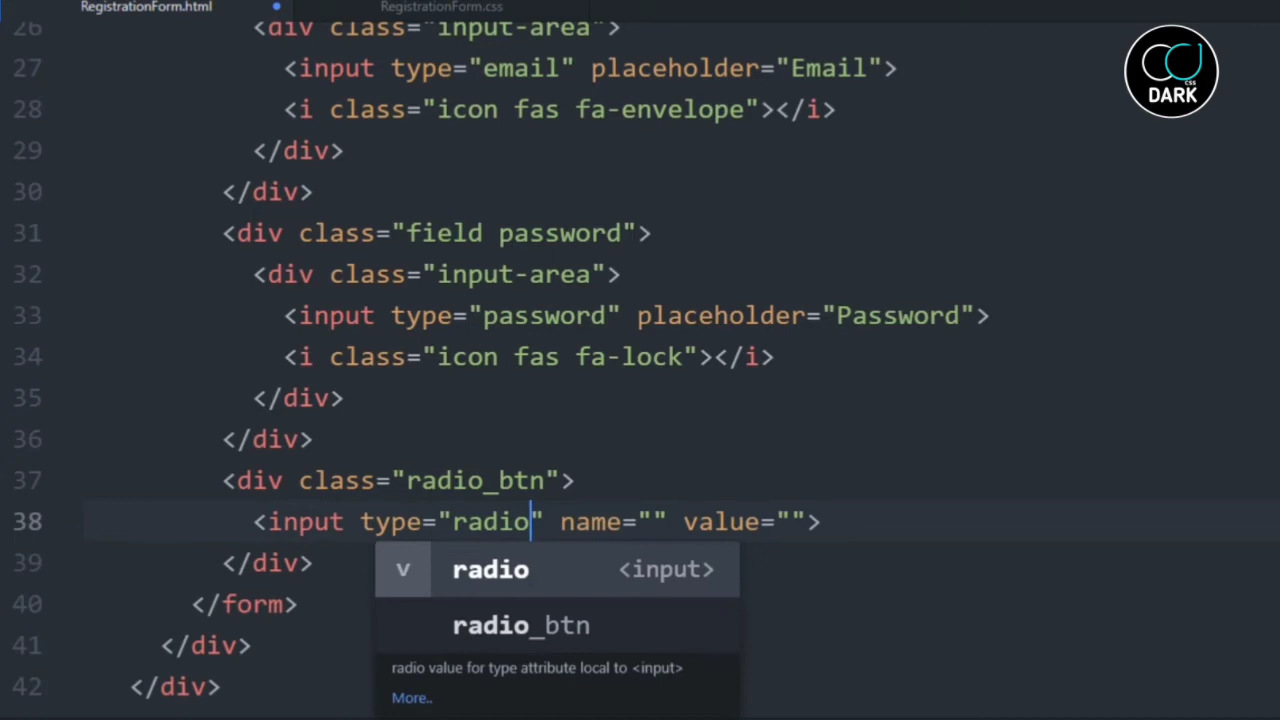 RegistrationForm.html
RegistrationForm.css
26 <div class="input-area">
27 <input type="email" placeholder="Email">
28 <i class="icon fas fa-envelope"></i>
29 </div>
30 </div>
31 <div class="field password">
32 <div class="input-area">
33 <input type="password" placeholder="Password">
34 <i class="icon fas fa-lock"></i>
35 </div>
36 </div>
37 <div class="radio_btn">
38 <input type="radio" name="" value="">
39 </div>
40 </form>
41 </div>
42 </div>
v radio <input>
radio_btn
radio value for type attribute local to <input>
More..
CSS
DARK